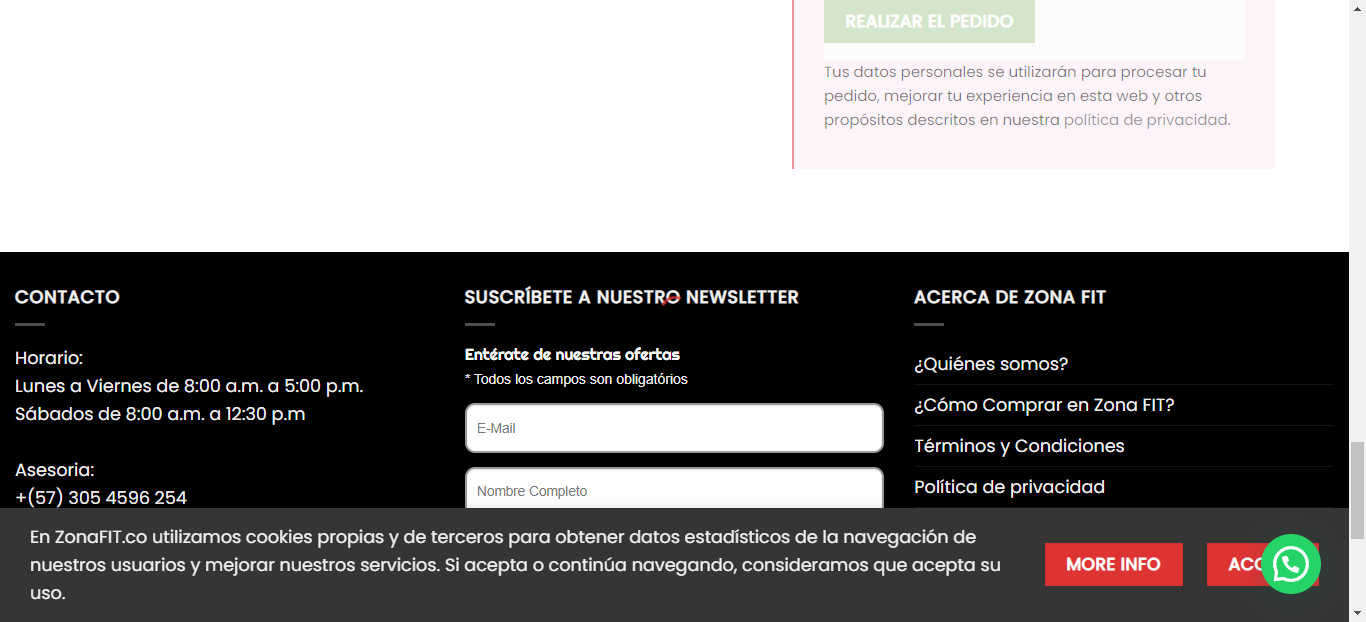 REALIZAR EL PEDIDO
Tus datos personales se utilizarán para procesar tu
pedido, mejorar tu experiencia en esta web y otros
propósitos descritos en nuestra política de privacidad.
CONTACTO
Horario:
Lunes a Viernes de 8:00 a.m. a 5:00 p.m.
Sábados de 8:00 a.m. a 12:30 p.m
Asesoria:
+(57) 305 4596 254
SUSCRÍBETE A NUESTRO NEWSLETTER
Entérate de nuestras ofertas
* Todos los campos son obligatórios
E-Mail
Nombre Completo
ACERCA DE ZONA FIT
¿Quiénes somos?
¿Cómo Comprar en Zona FIT?
Términos y Condiciones
Política de privacidad
En ZonaFIT.co utilizamos cookies propias y de terceros para obtener datos estadísticos de la navegación de
nuestros usuarios y mejorar nuestros servicios. Si acepta o continúa navegando, consideramos que acepta su
uso.
MORE INFO